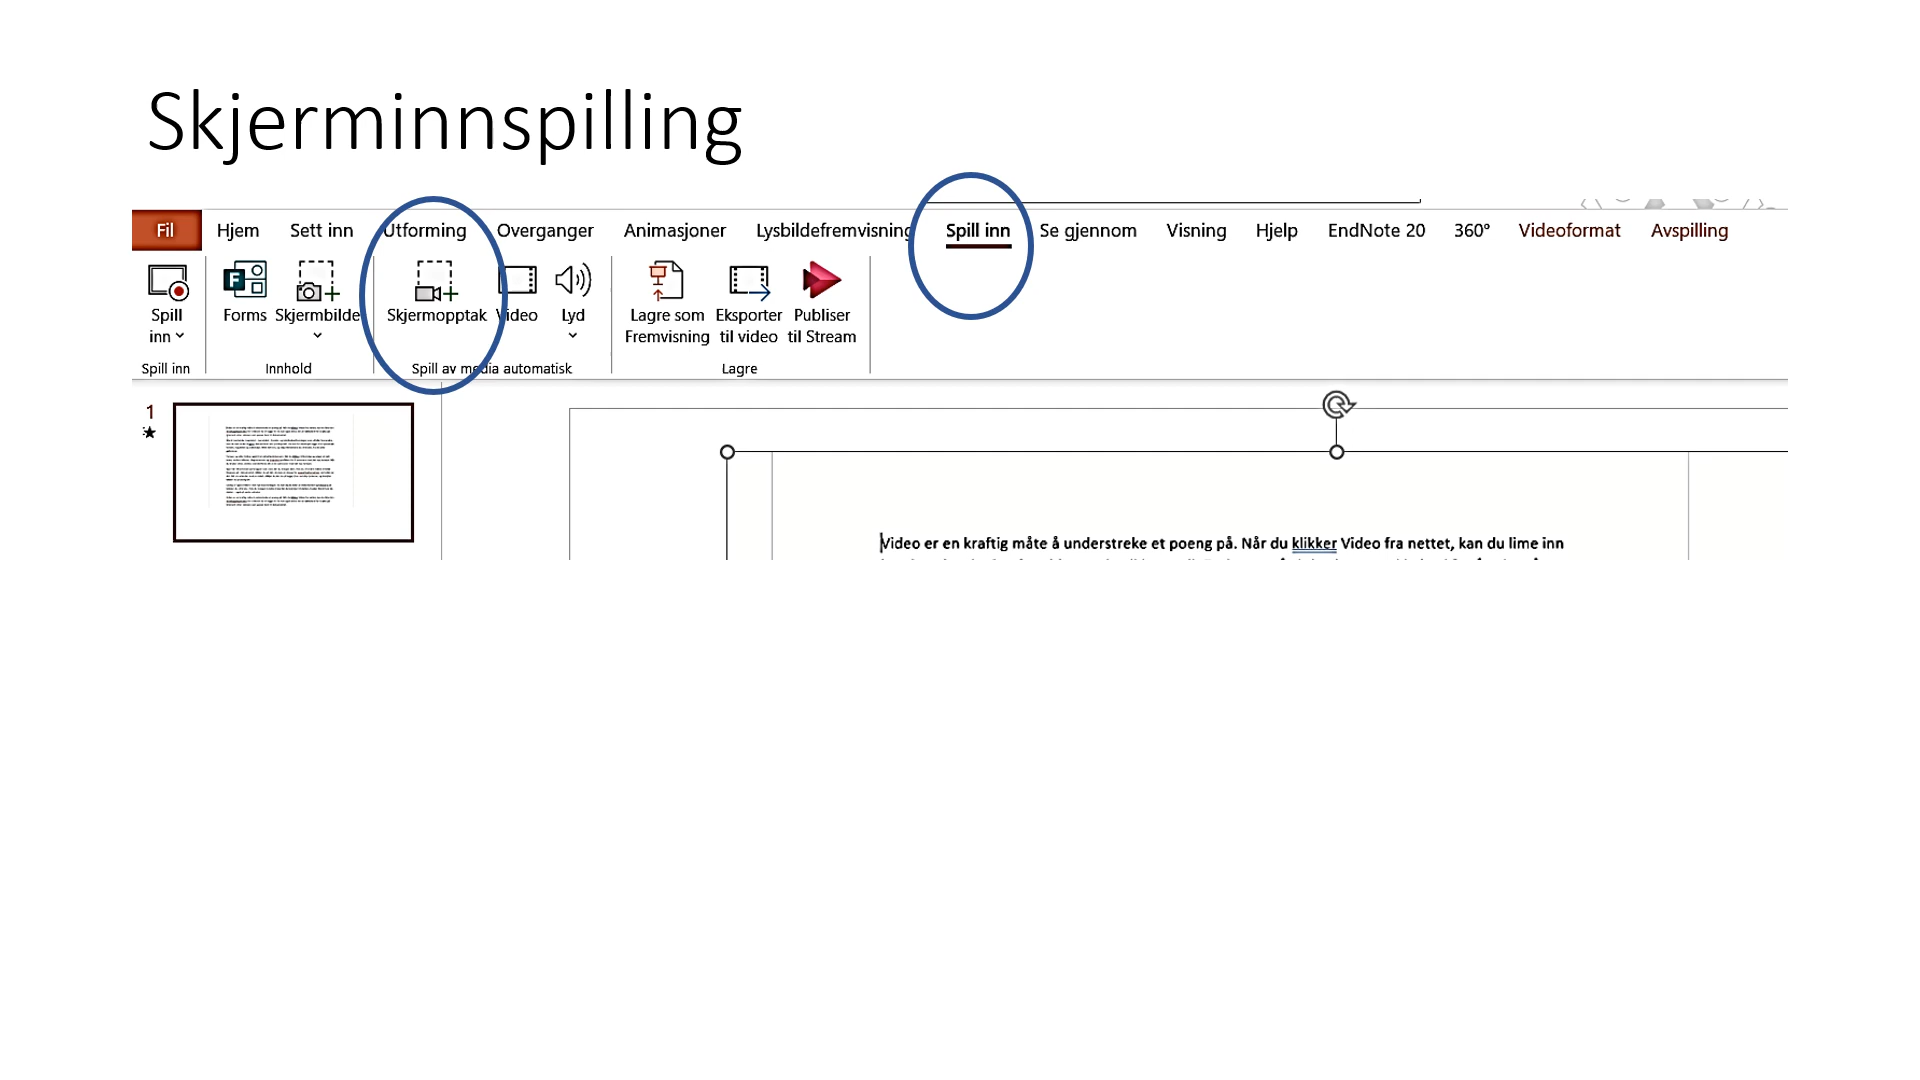 Skjerminnspilling
Fil Hjem Sett inn Utforming Overganger Animasjoner Lysbildefremvisning Spill inn Se gjennom Visning Hjelp EndNote 20 360° Videoformat Avspilling
Spill inn
Forms
Skjermbilde
Skjermopptak
Video
Lyd
Lagre som Fremvisning
Eksporter til video
Publiser til Stream
Spill inn
Innhold
Spill av media automatisk
Lagre
1
Video er en kraftig måte å understreke et poeng på. Når du klikker Video fra nettet, kan du lime inn